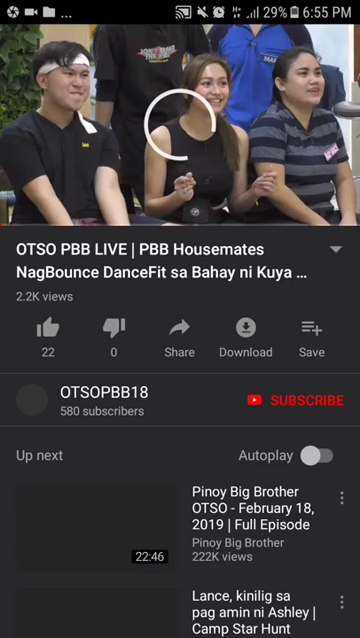 ... 29% 6:55 PM
OTSO PBB LIVE | PBB Housemates
NagBounce DanceFit sa Bahay ni Kuya ...
2.2K views
22
0
Share
Download
Save
OTSOPBB18
580 subscribers
SUBSCRIBE
Up next
Autoplay
Pinoy Big Brother
OTSO - February 18,
2019 | Full Episode
Pinoy Big Brother
222K views
22:46
Lance, kinilig sa
pag amin ni Ashley |
Camp Star Hunt